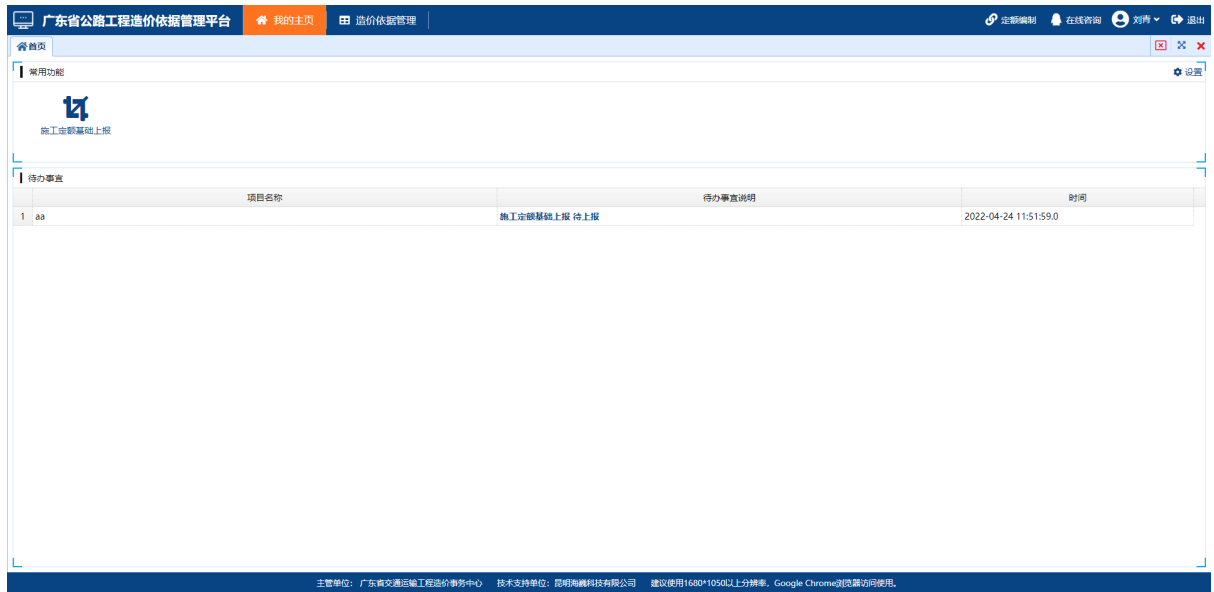 广东省公路工程造价依据管理平台 我的主页 造价依据管理 定额编制 在线咨询 刘青 退出
首页
常用功能 设置
施工定额基础上报
待办事宜
项目名称 待办事宜说明 时间
1 aa 施工定额基础上报 待上报 2022-04-24 11:51:59.0
主管单位：广东省交通运输工程造价事务中心 技术支持单位：昆明海巍科技有限公司 建议使用1680*1050以上分辨率，Google Chrome浏览器访问使用。